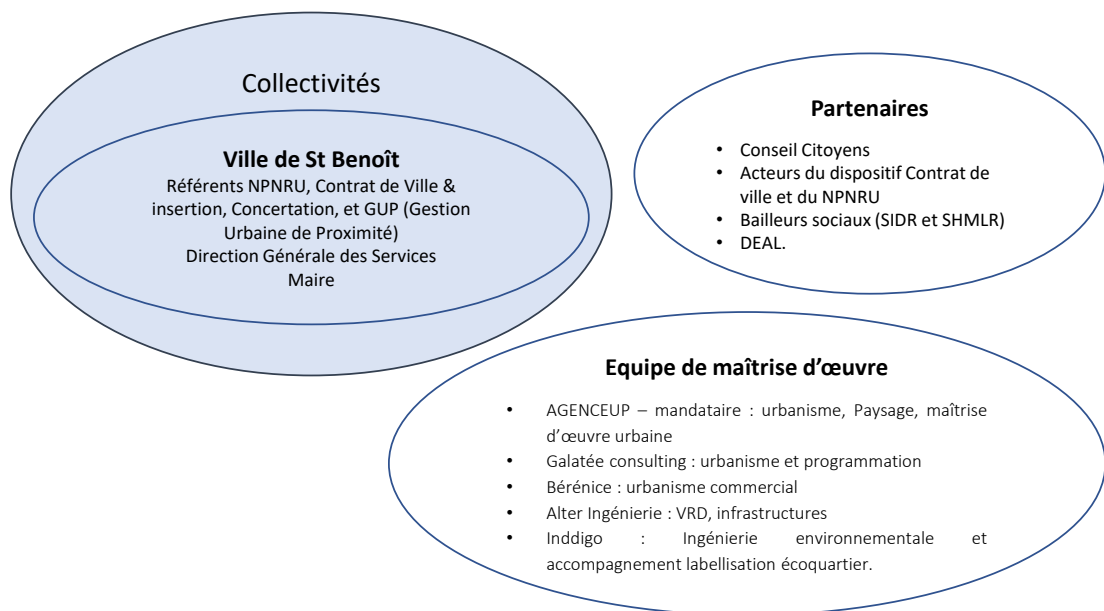 Collectivités
Ville de St Benoît
Référents NPNRU, Contrat de Ville &
insertion, Concertation, et GUP (Gestion
Urbaine de Proximité)
Direction Générale des Services
Maire
Partenaires
• Conseil Citoyens
• Acteurs du dispositif Contrat de
ville et du NPNRU
• Bailleurs sociaux (SIDR et SHMLR)
• DEAL.
Equipe de maîtrise d’œuvre
• AGENCEUP – mandataire : urbanisme, Paysage, maîtrise
d’œuvre urbaine
• Galatée consulting : urbanisme et programmation
• Bérénice : urbanisme commercial
• Alter Ingénierie : VRD, infrastructures
• Inddigo : Ingénierie environnementale et
accompagnement labellisation écoquartier.